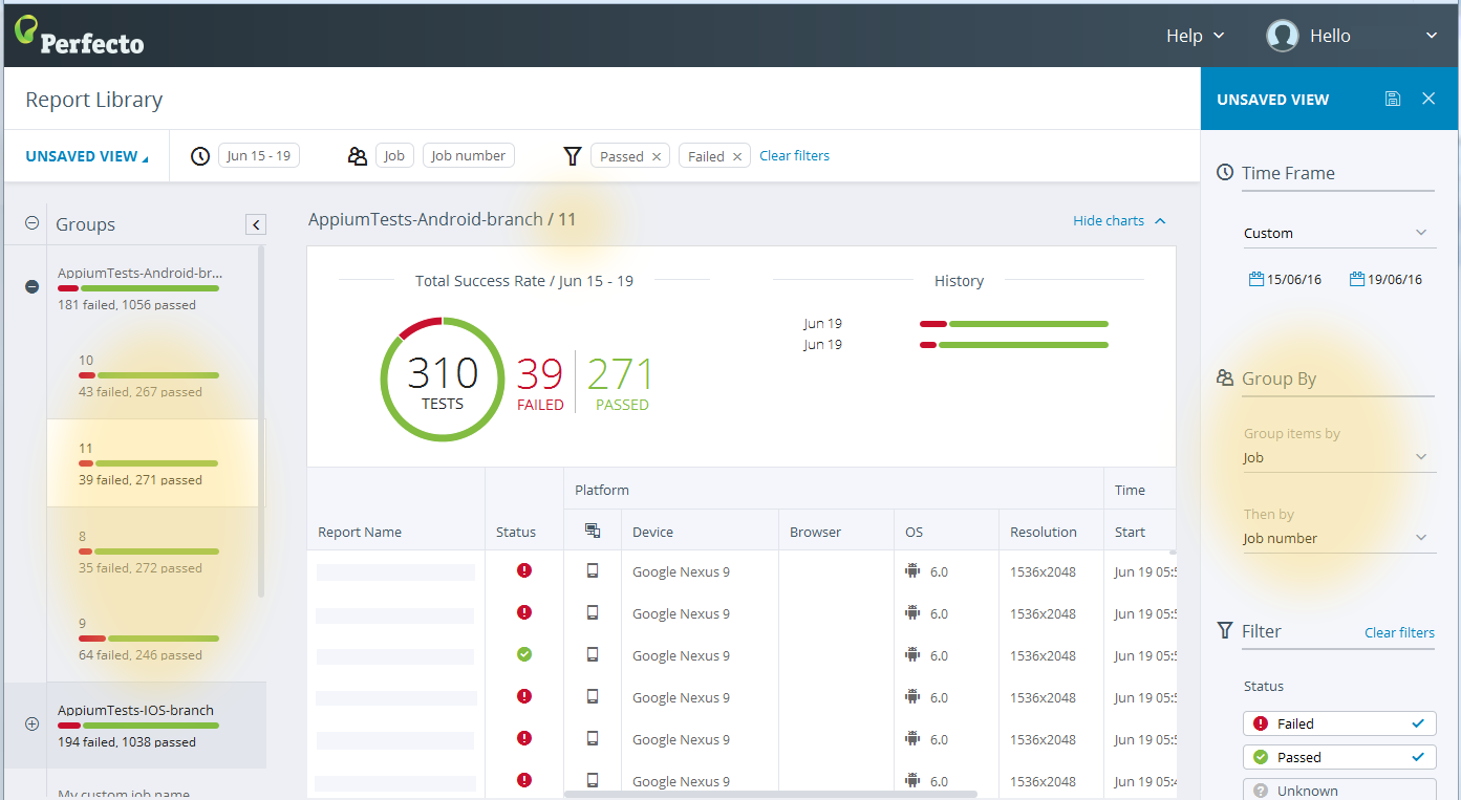 Perfecto
Help
Hello
Report Library
UNSAVED VIEW
UNSAVED VIEW
Jun 15 - 19
Job
Job number
Passed ×
Failed ×
Clear filters
Groups
AppiumTests-Android-br...
181 failed, 1056 passed
10
43 failed, 267 passed
11
39 failed, 271 passed
8
35 failed, 272 passed
9
64 failed, 246 passed
AppiumTests-IOS-branch
194 failed, 1038 passed
My custom job name
AppiumTests-Android-branch / 11
Hide charts
Total Success Rate / Jun 15 - 19
310
TESTS
39
FAILED
271
PASSED
History
Jun 19
Jun 19
Platform
Time
Report Name
Status
Device
Browser
OS
Resolution
Start
Google Nexus 9 6.0 1536x2048 Jun 19 05:5
Google Nexus 9 6.0 1536x2048 Jun 19 05:5
Google Nexus 9 6.0 1536x2048 Jun 19 05:5
Google Nexus 9 6.0 1536x2048 Jun 19 05:5
Google Nexus 9 6.0 1536x2048 Jun 19 05:5
Google Nexus 9 6.0 1536x2048 Jun 19 05:4
Time Frame
Custom
15/06/16
19/06/16
Group By
Group items by
Job
Then by
Job number
Filter
Clear filters
Status
Failed
Passed
Unknown